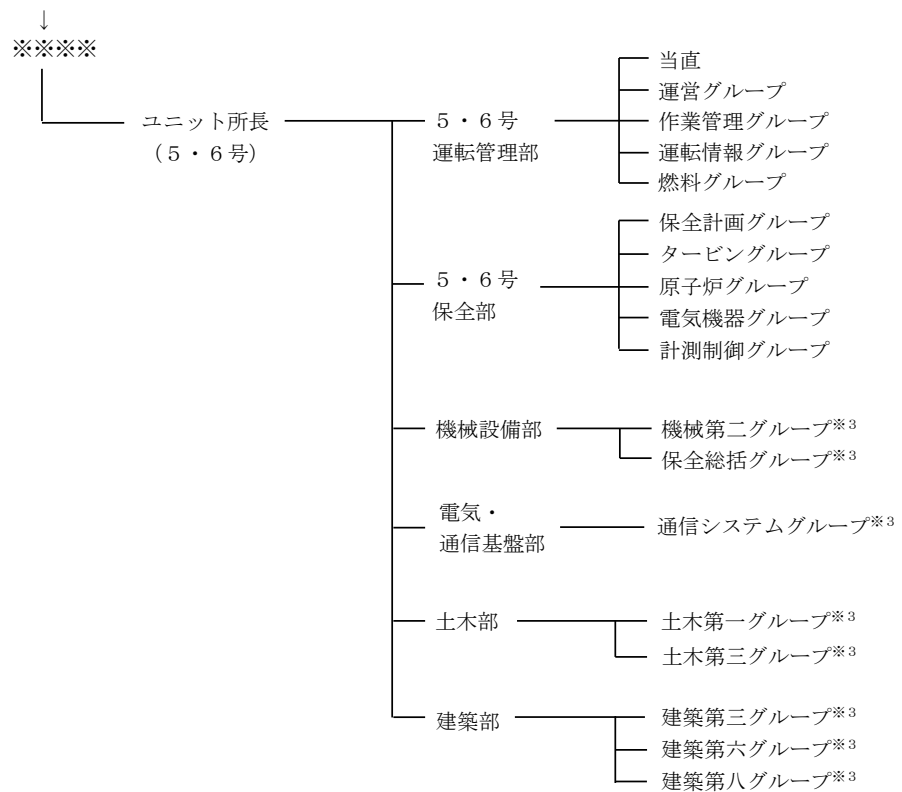 ↓
※※※※
ユニット所長
（５・６号）
５・６号
運転管理部
当直
運営グループ
作業管理グループ
運転情報グループ
燃料グループ
５・６号
保全部
保全計画グループ
タービングループ
原子炉グループ
電気機器グループ
計測制御グループ
機械設備部
機械第二グループ※３
保全総括グループ※３
電気・
通信基盤部
通信システムグループ※３
土木部
土木第一グループ※３
土木第三グループ※３
建築部
建築第三グループ※３
建築第六グループ※３
建築第八グループ※３